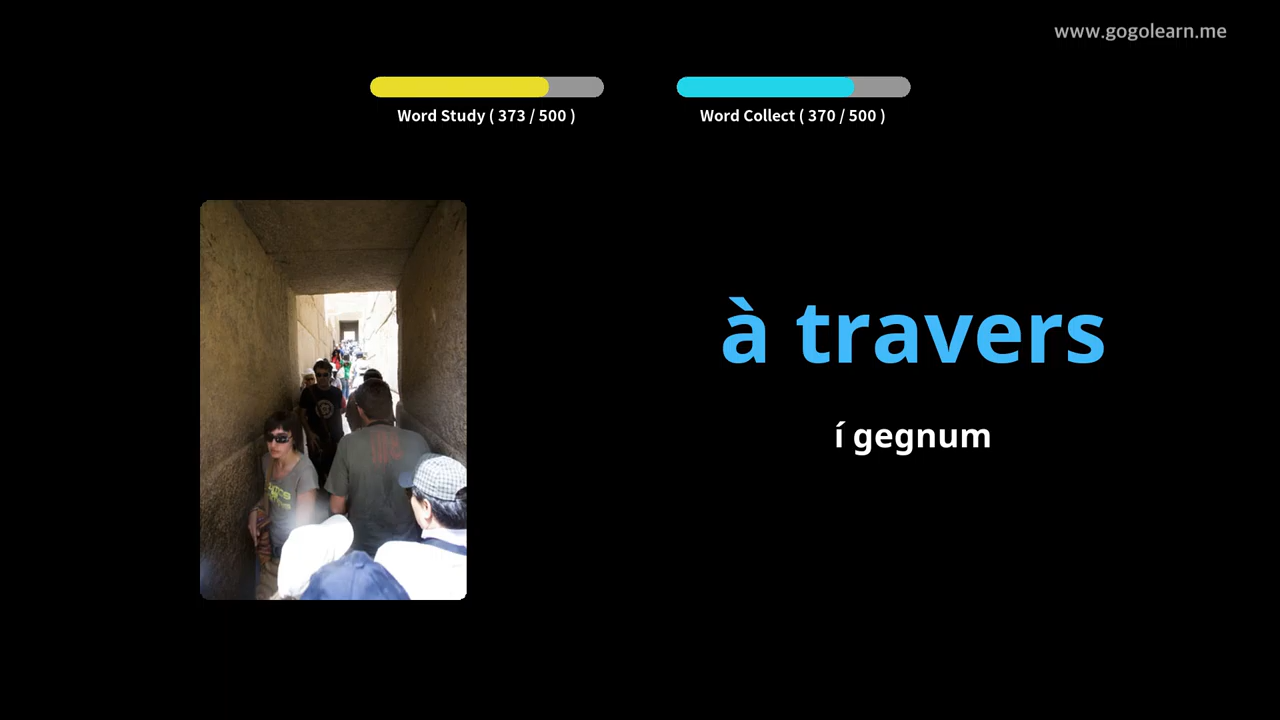 www.gogolearn.me
Word Study ( 373 / 500 )
Word Collect ( 370 / 500 )
à travers
í gegnum